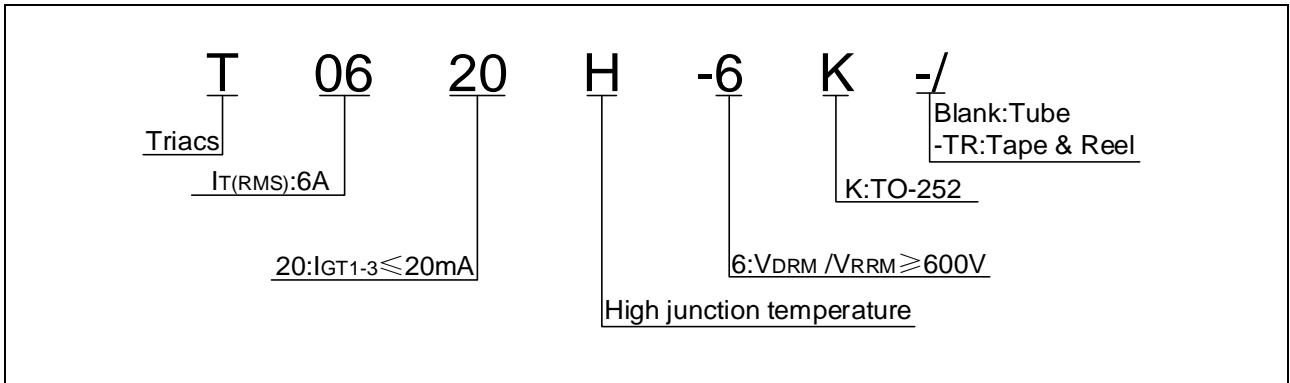 T 06 20 H -6 K -/
Blank:Tube
Triacs
-TR:Tape & Reel
IT(RMS):6A
K:TO-252
20:IGT1-3≤20mA
6:VDRM /VRRM≥600V
High junction temperature